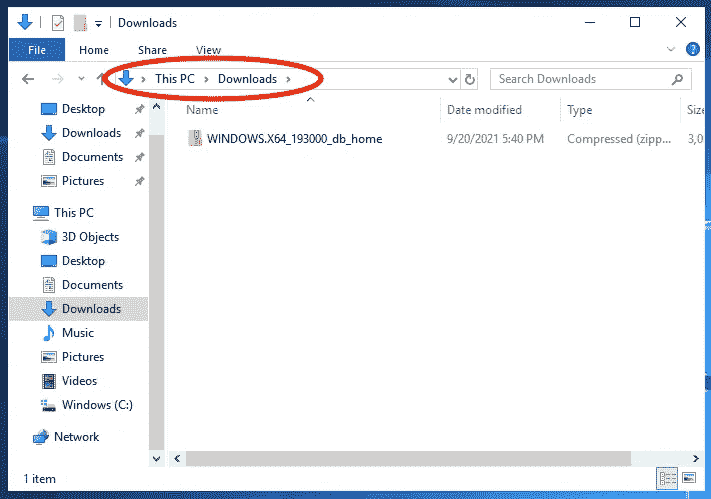 Downloads
File Home Share View
This PC > Downloads >
Search Downloads
Name Date modified Type Size
WINDOWS.X64_193000_db_home 9/20/2021 5:40 PM Compressed (zipp... 3,0
Desktop
Downloads
Documents
Pictures
This PC
3D Objects
Desktop
Documents
Downloads
Music
Pictures
Videos
Windows (C:)
Network
1 item